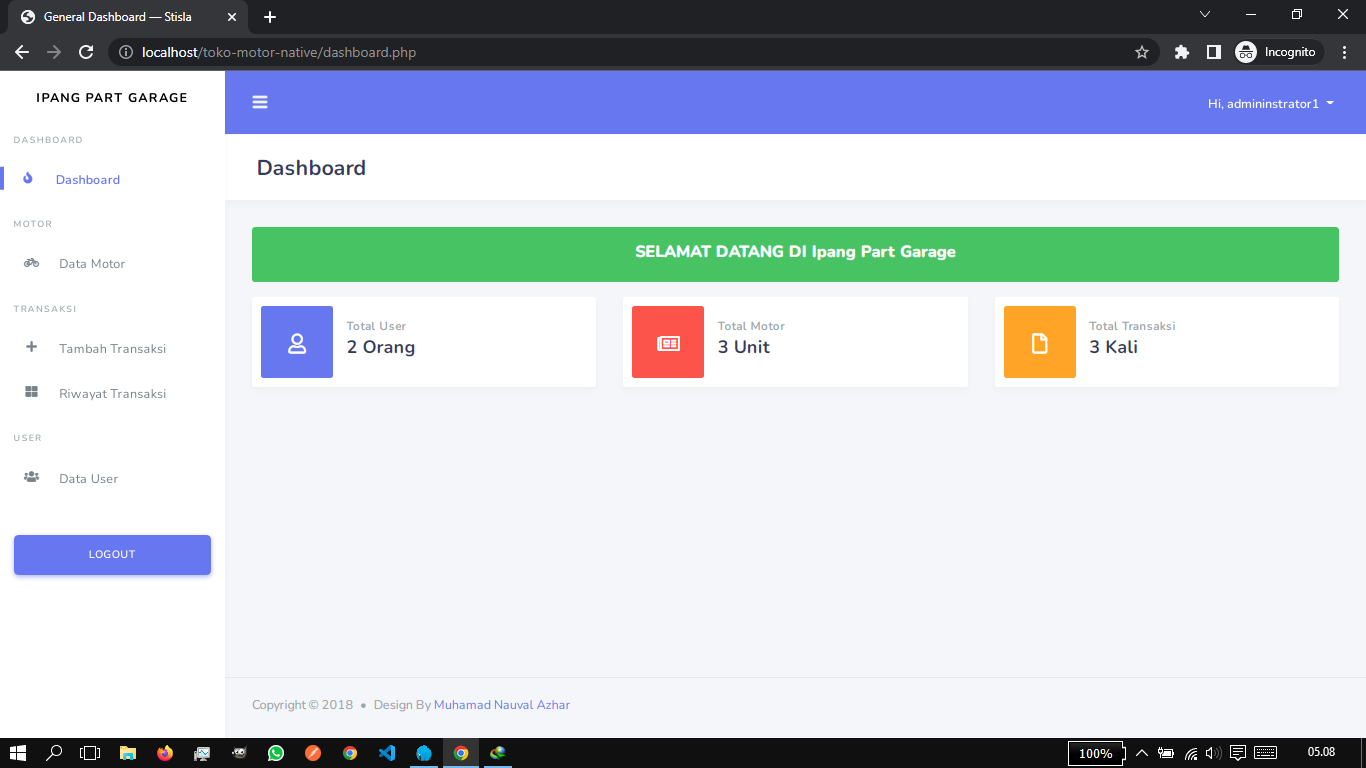 General Dashboard — Stisla
localhost/toko-motor-native/dashboard.php
Incognito
IPANG PART GARAGE
Hi, admininstrator1
DASHBOARD
Dashboard
MOTOR
Data Motor
TRANSAKSI
Tambah Transaksi
Riwayat Transaksi
USER
Data User
LOGOUT
Dashboard
SELAMAT DATANG DI Ipang Part Garage
Total User
2 Orang
Total Motor
3 Unit
Total Transaksi
3 Kali
Copyright © 2018 • Design By Muhamad Nauval Azhar
100%
05.08